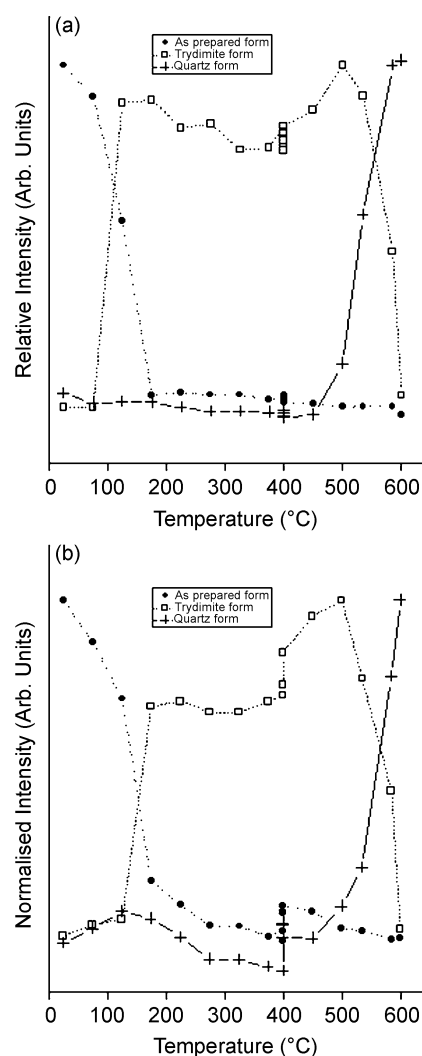 (a)
As prepared form
Trydimite form
Quartz form
Relative Intensity (Arb. Units)
0 100 200 300 400 500 600
Temperature (°C)
(b)
As prepared form
Trydimite form
Quartz form
Normalised Intensity (Arb. Units)
0 100 200 300 400 500 600
Temperature (°C)